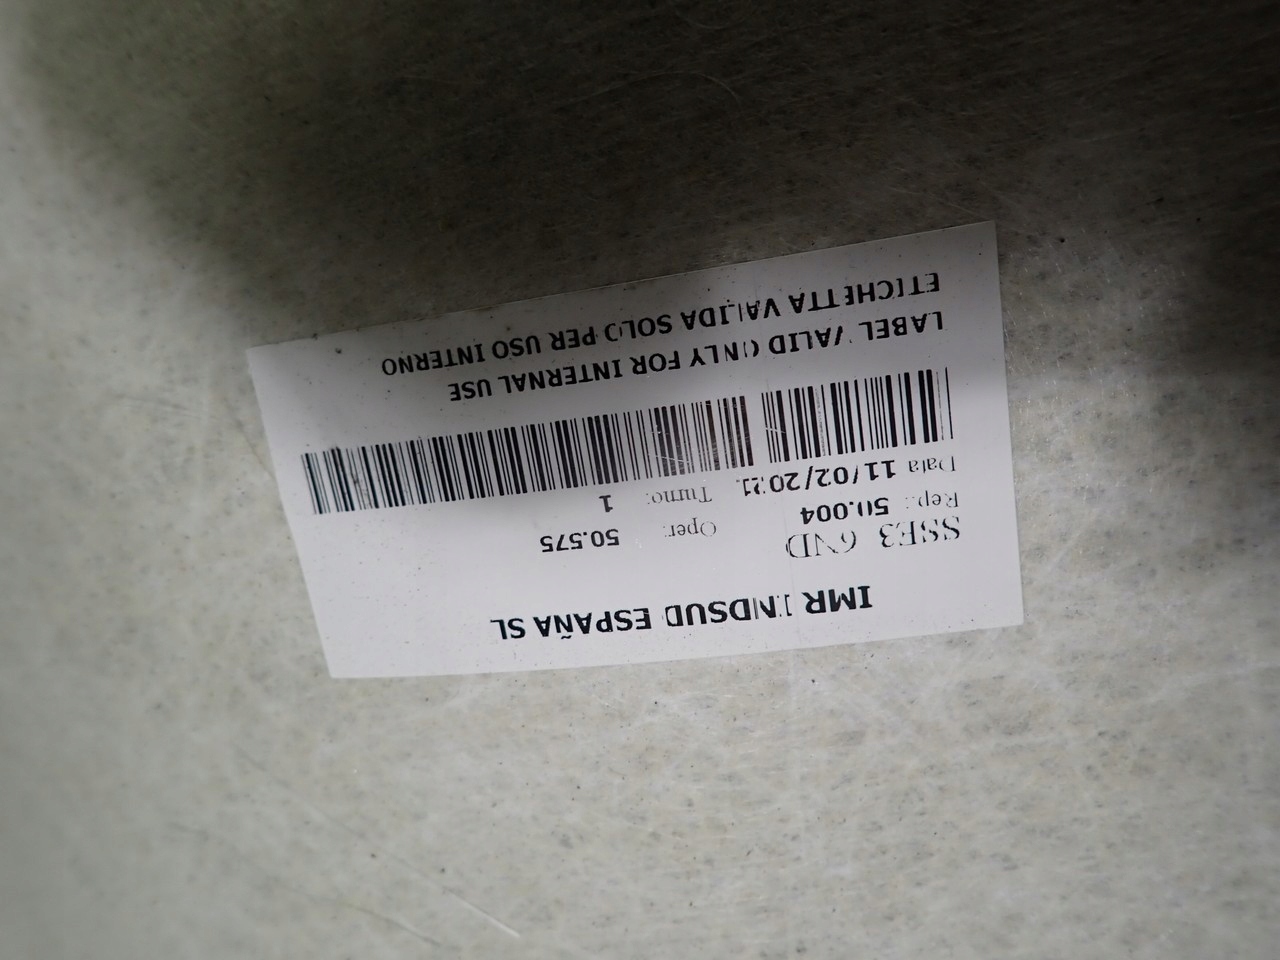 IMR INDSUD ESPAÑA SL
SSF3 6ND
Rep.: 50.004 Oper: 50.575
Data 11/02/2021 Turno: 1
LABEL VALID ONLY FOR INTERNAL USE
ETICHETTA VALIDA SOLO PER USO INTERNO